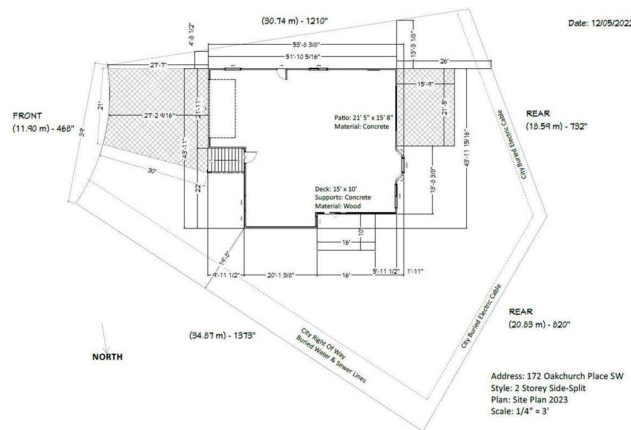 (30.74 m) - 1210"
Date: 12/05/2022
4'-8 1/2"
53'-8 3/8"
13'-3 1/8"
51'-10 5/16"
27'-7"
26'
15'-9"
21'
21'-11"
21'-5"
FRONT
(11.90 m) - 468"
39'
27'-2 9/16"
Patio: 21' 5" x 15' 8"
Material: Concrete
REAR
(18.59 m) - 732"
City Buried Electric Cable
43'-11"
43'-11 15/16"
30'
22'
18'-8 3/8"
Deck: 15' x 10'
Supports: Concrete
Material: Wood
10'
16'
19'-8"
9'-11 1/2"
20'-1 3/8"
16'
5'-11 1/2"
1'-11"
REAR
(20.83 m) - 820"
City Buried Electric Cable
(34.87 m) - 1373"
City Right Of Way
Buried Water & Sewer Lines
NORTH
Address: 172 Oakchurch Place SW
Style: 2 Storey Side-Split
Plan: Site Plan 2023
Scale: 1/4" = 3'